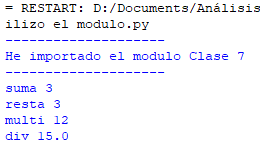 = RESTART: D:/Documents/Análisis
ilizo el modulo.py
-------------------
He importado el modulo Clase 7
-------------------
suma 3
resta 3
multi 12
div 15.0